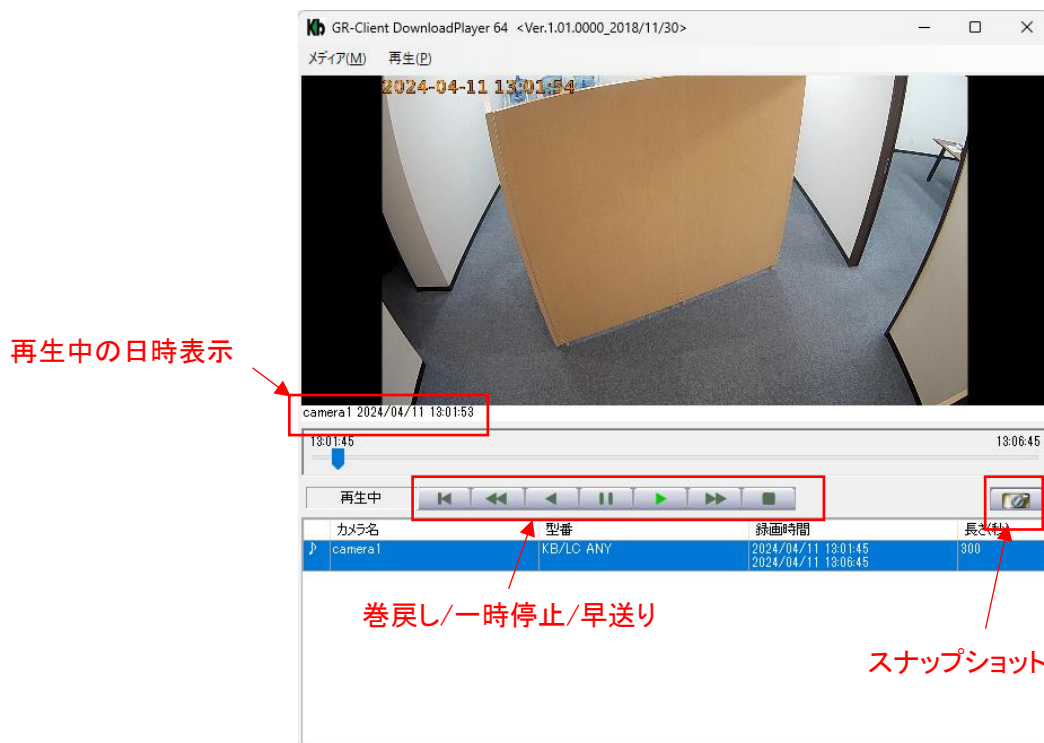 Kb GR-Client DownloadPlayer 64 <Ver.1.01.0000_2018/11/30>
メディア(M) 再生(P)
2024-04-11 13:01:54
再生中の日時表示
camera1 2024/04/11 13:01:53
13:01:45 13:06:45
再生中
カメラ名 型番 録画時間 長さ(秒)
camera1 KB/LC ANY 2024/04/11 13:01:45 300
2024/04/11 13:06:45
巻戻し/一時停止/早送り
スナップショット